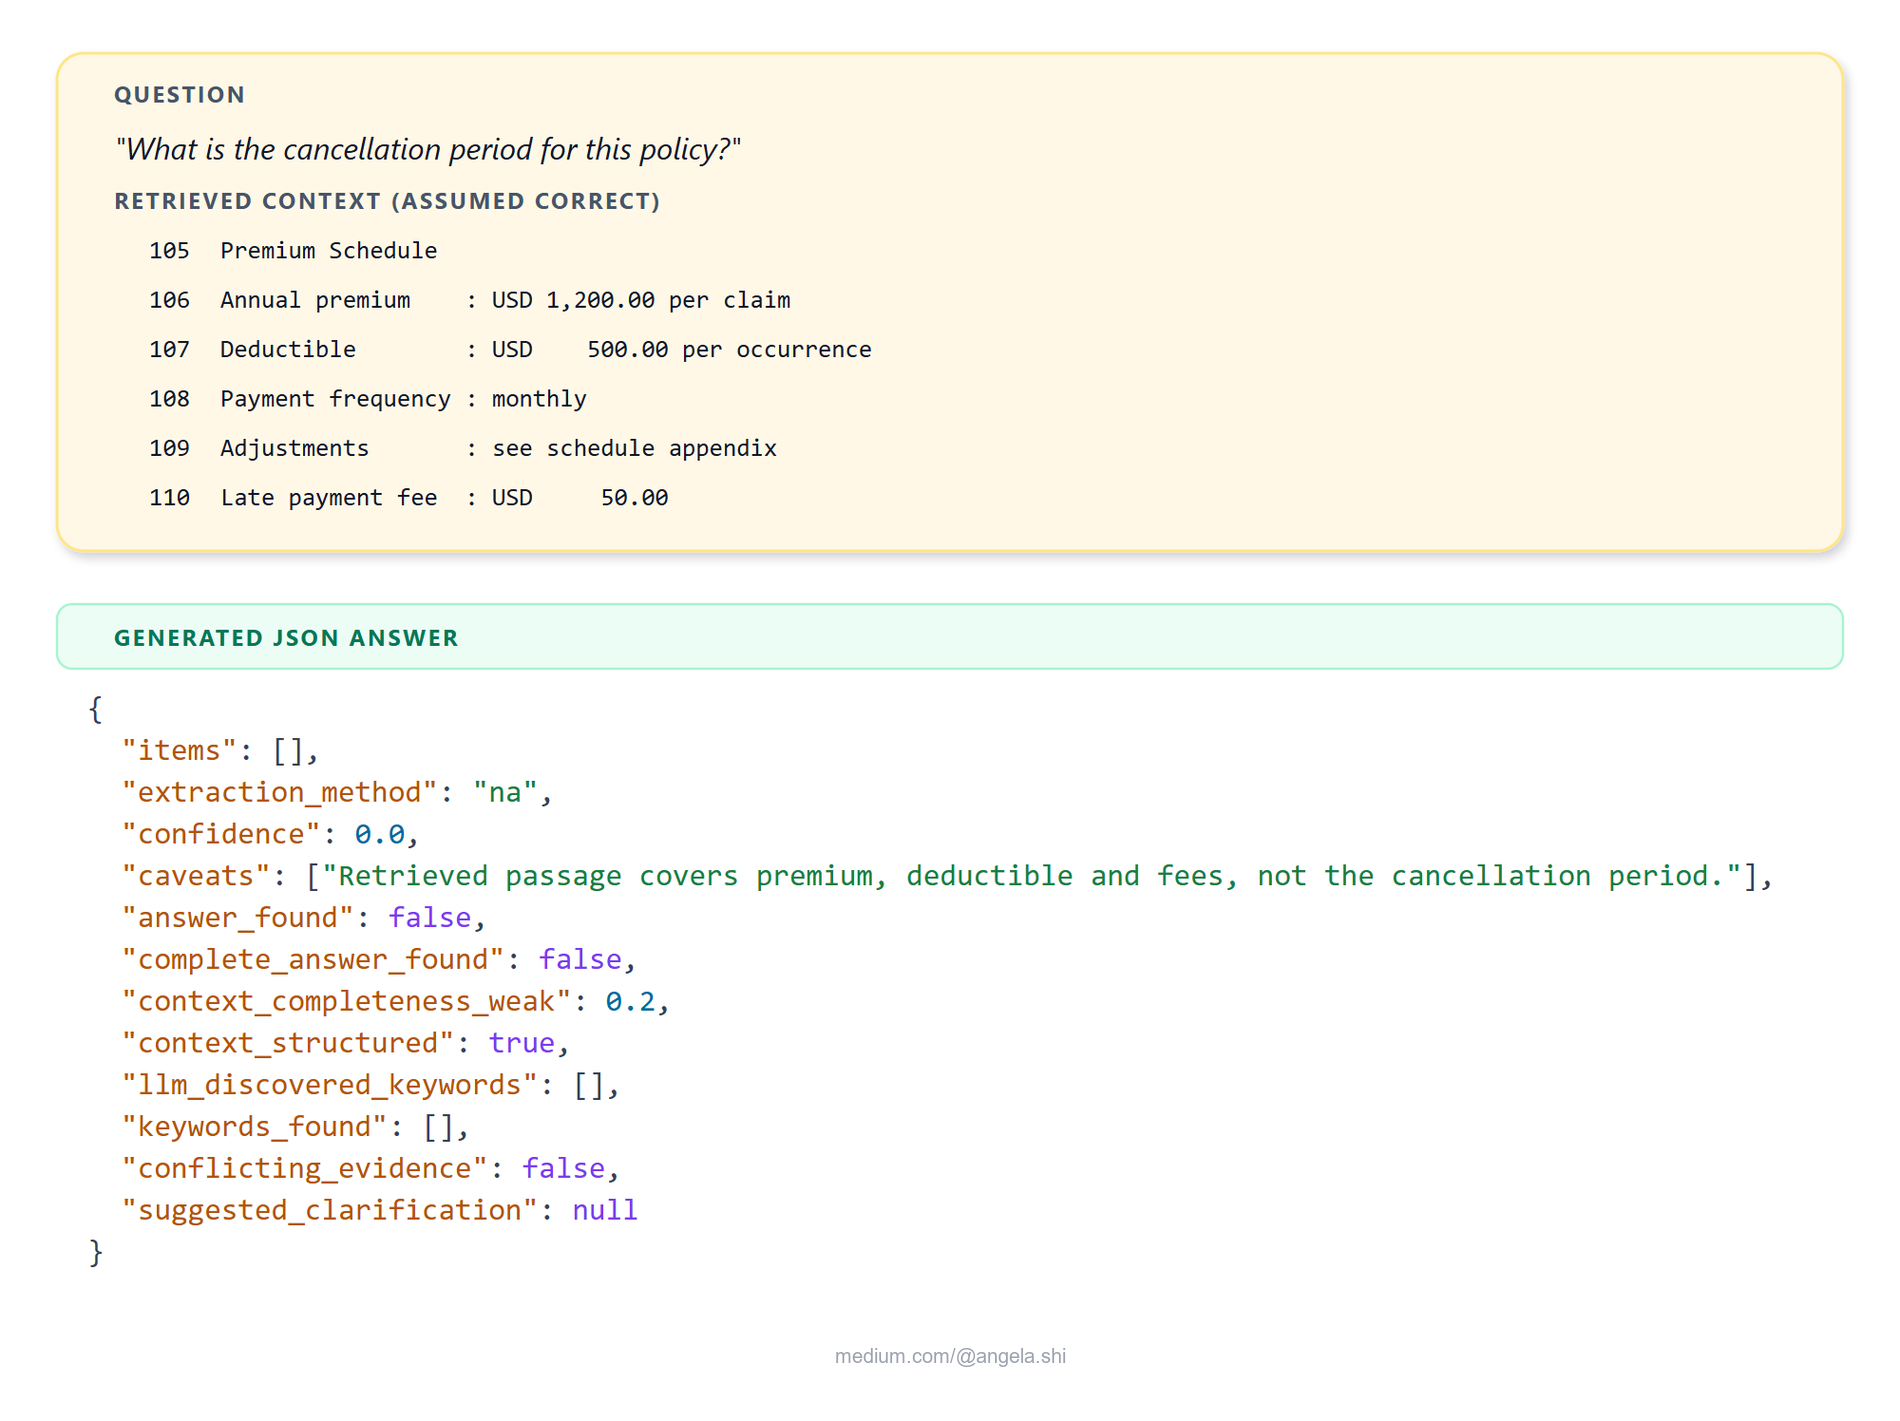 QUESTION
"What is the cancellation period for this policy?"
RETRIEVED CONTEXT (ASSUMED CORRECT)
105 Premium Schedule
106 Annual premium : USD 1,200.00 per claim
107 Deductible : USD 500.00 per occurrence
108 Payment frequency : monthly
109 Adjustments : see schedule appendix
110 Late payment fee : USD 50.00
GENERATED JSON ANSWER
{
"items": [],
"extraction_method": "na",
"confidence": 0.0,
"caveats": ["Retrieved passage covers premium, deductible and fees, not the cancellation period."],
"answer_found": false,
"complete_answer_found": false,
"context_completeness_weak": 0.2,
"context_structured": true,
"llm_discovered_keywords": [],
"keywords_found": [],
"conflicting_evidence": false,
"suggested_clarification": null
}
medium.com/@angela.shi